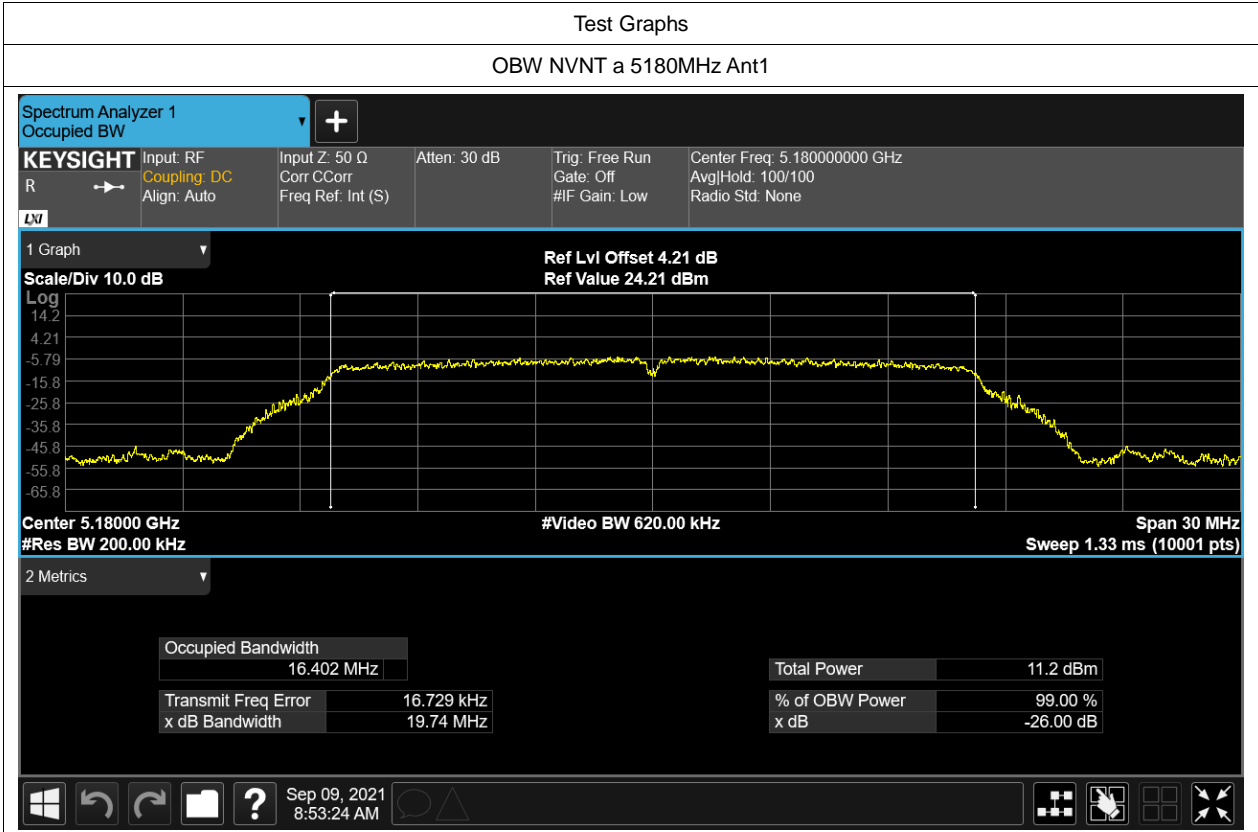 Test Graphs
OBW NVNT a 5180MHz Ant1
Spectrum Analyzer 1
Occupied BW
KEYSIGHT
R
LXI
Input: RF
Coupling: DC
Align: Auto
Input Z: 50 Ω
Corr CCorr
Freq Ref: Int (S)
Atten: 30 dB
Trig: Free Run
Gate: Off
#IF Gain: Low
Center Freq: 5.180000000 GHz
Avg|Hold: 100/100
Radio Std: None
1 Graph
Scale/Div 10.0 dB
Ref Lvl Offset 4.21 dB
Ref Value 24.21 dBm
Log
14.2
4.21
-5.79
-15.8
-25.8
-35.8
-45.8
-55.8
-65.8
Center 5.18000 GHz
#Video BW 620.00 kHz
Span 30 MHz
#Res BW 200.00 kHz
Sweep 1.33 ms (10001 pts)
2 Metrics
Occupied Bandwidth
16.402 MHz
Total Power 11.2 dBm
Transmit Freq Error 16.729 kHz
% of OBW Power 99.00 %
x dB Bandwidth 19.74 MHz
x dB -26.00 dB
?
Sep 09, 2021
8:53:24 AM